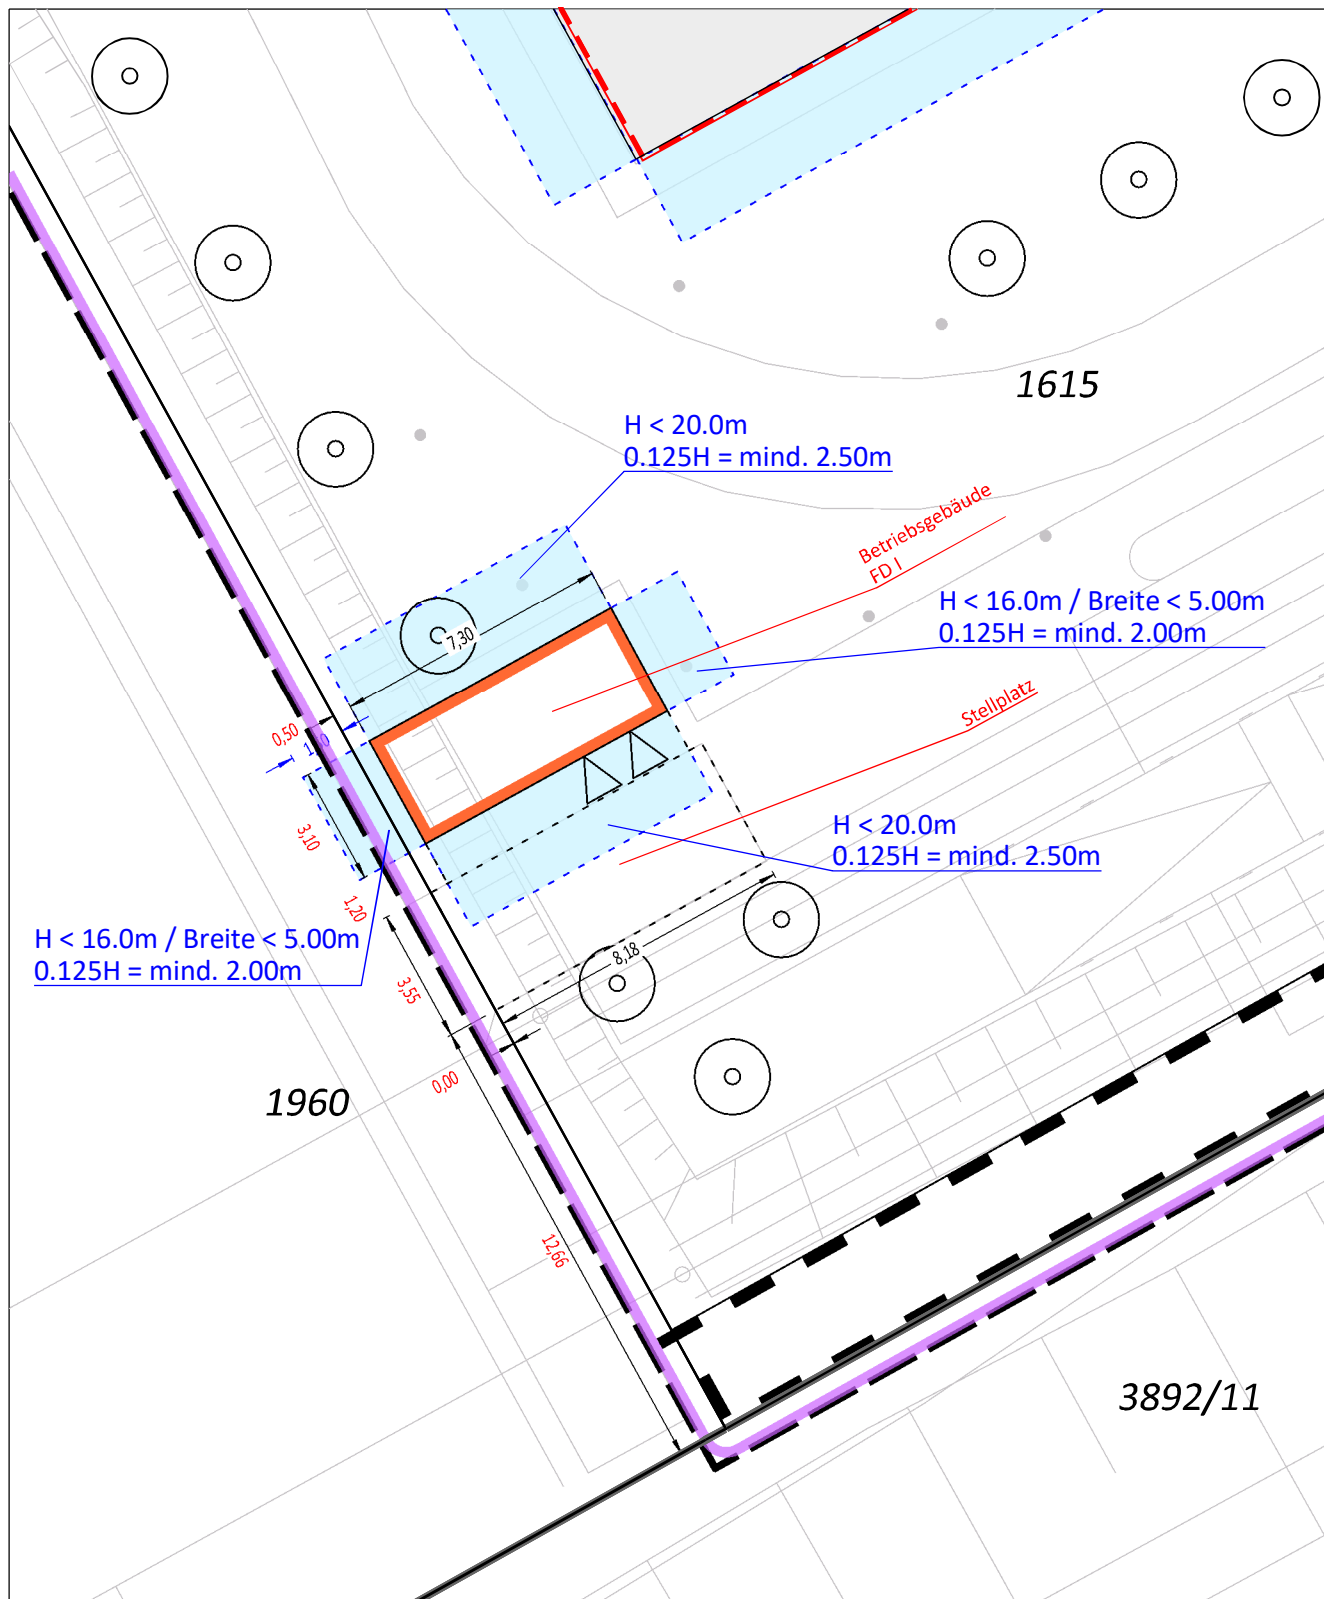 1615
H < 20.0m
0.125H = mind. 2.50m
Betriebsgebäude
FD I
H < 16.0m / Breite < 5.00m
0.125H = mind. 2.00m
7,30
0,50
Stellplatz
3,10
H < 20.0m
0.125H = mind. 2.50m
1,20
H < 16.0m / Breite < 5.00m
0.125H = mind. 2.00m
8,18
3,55
0,00
1960
12,66
3892/11